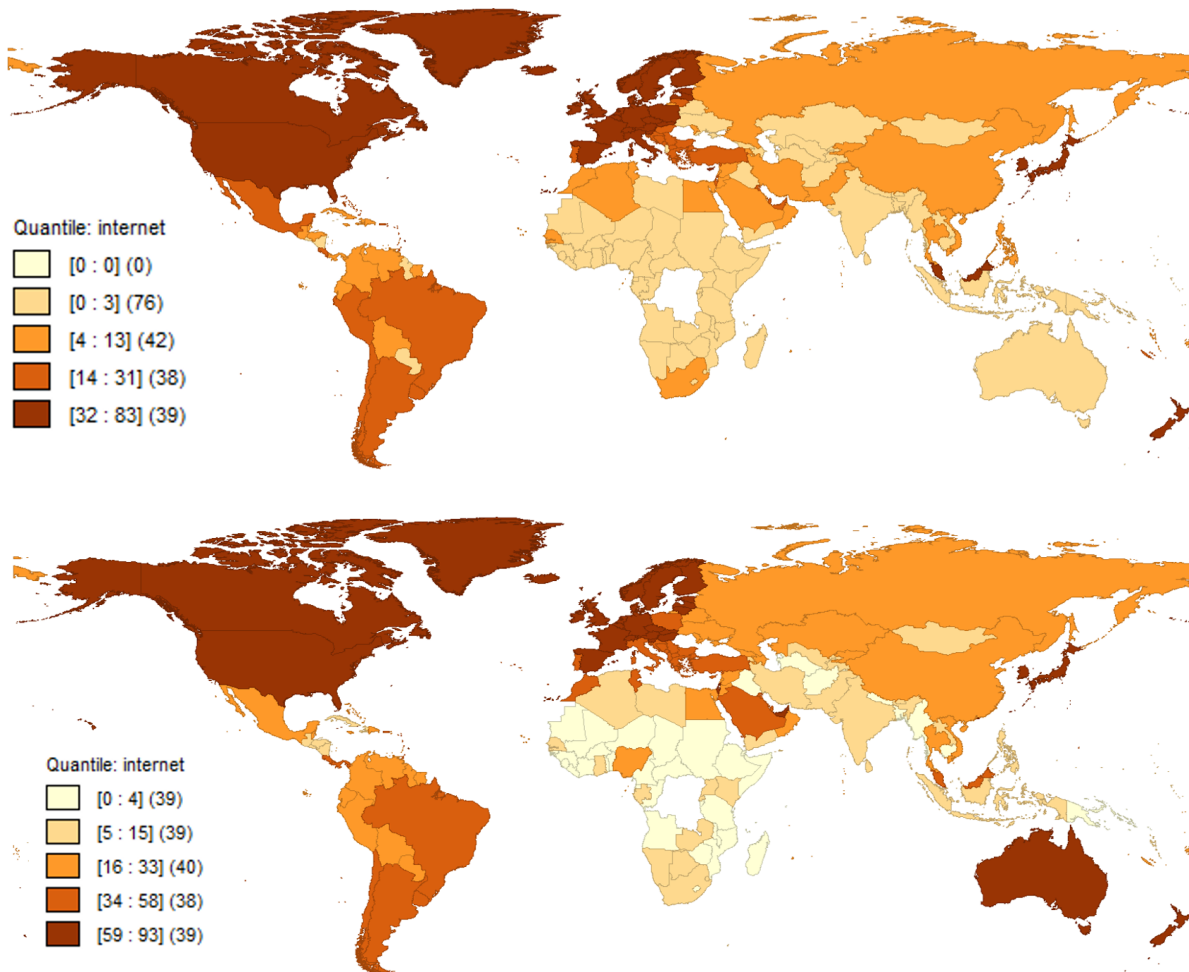 Quantile: internet
[0 : 0] (0)
[0 : 3] (76)
[4 : 13] (42)
[14 : 31] (38)
[32 : 83] (39)
Quantile: internet
[0 : 4] (39)
[5 : 15] (39)
[16 : 33] (40)
[34 : 58] (38)
[59 : 93] (39)